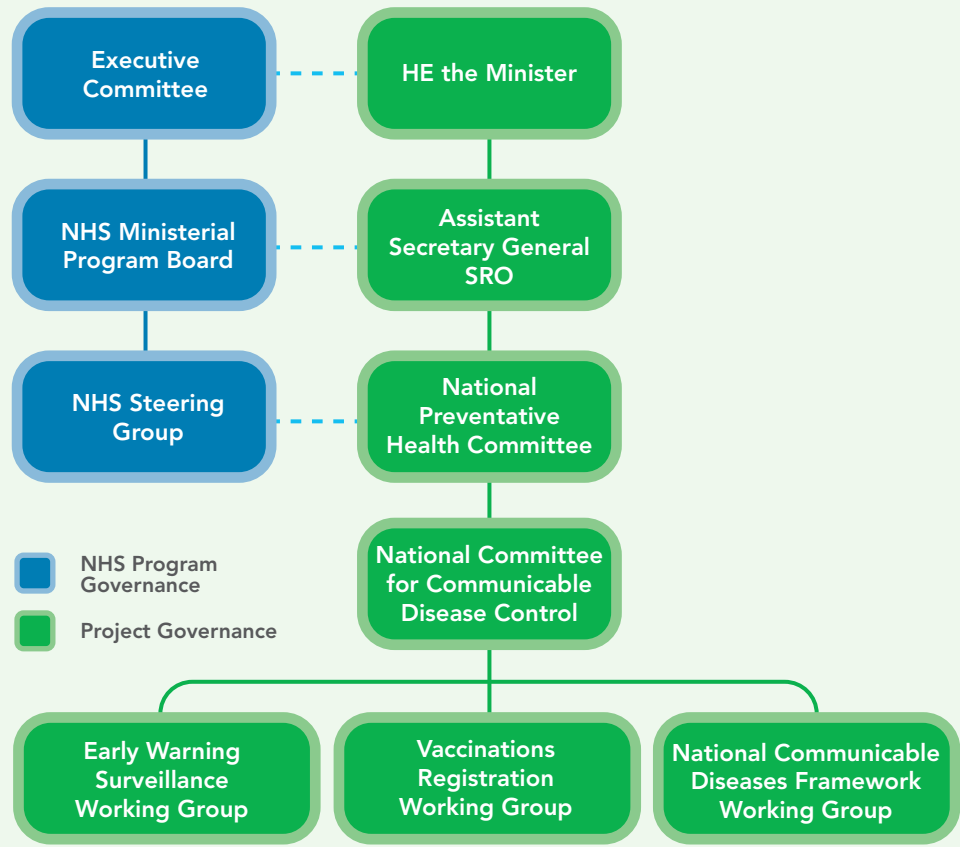 Executive
Committee
HE the Minister
NHS Ministerial
Program Board
Assistant
Secretary General
SRO
NHS Steering
Group
National
Preventative
Health Committee
National Committee
for Communicable
Disease Control
NHS Program
Governance
Project Governance
Early Warning
Surveillance
Working Group
Vaccinations
Registration
Working Group
National Communicable
Diseases Framework
Working Group